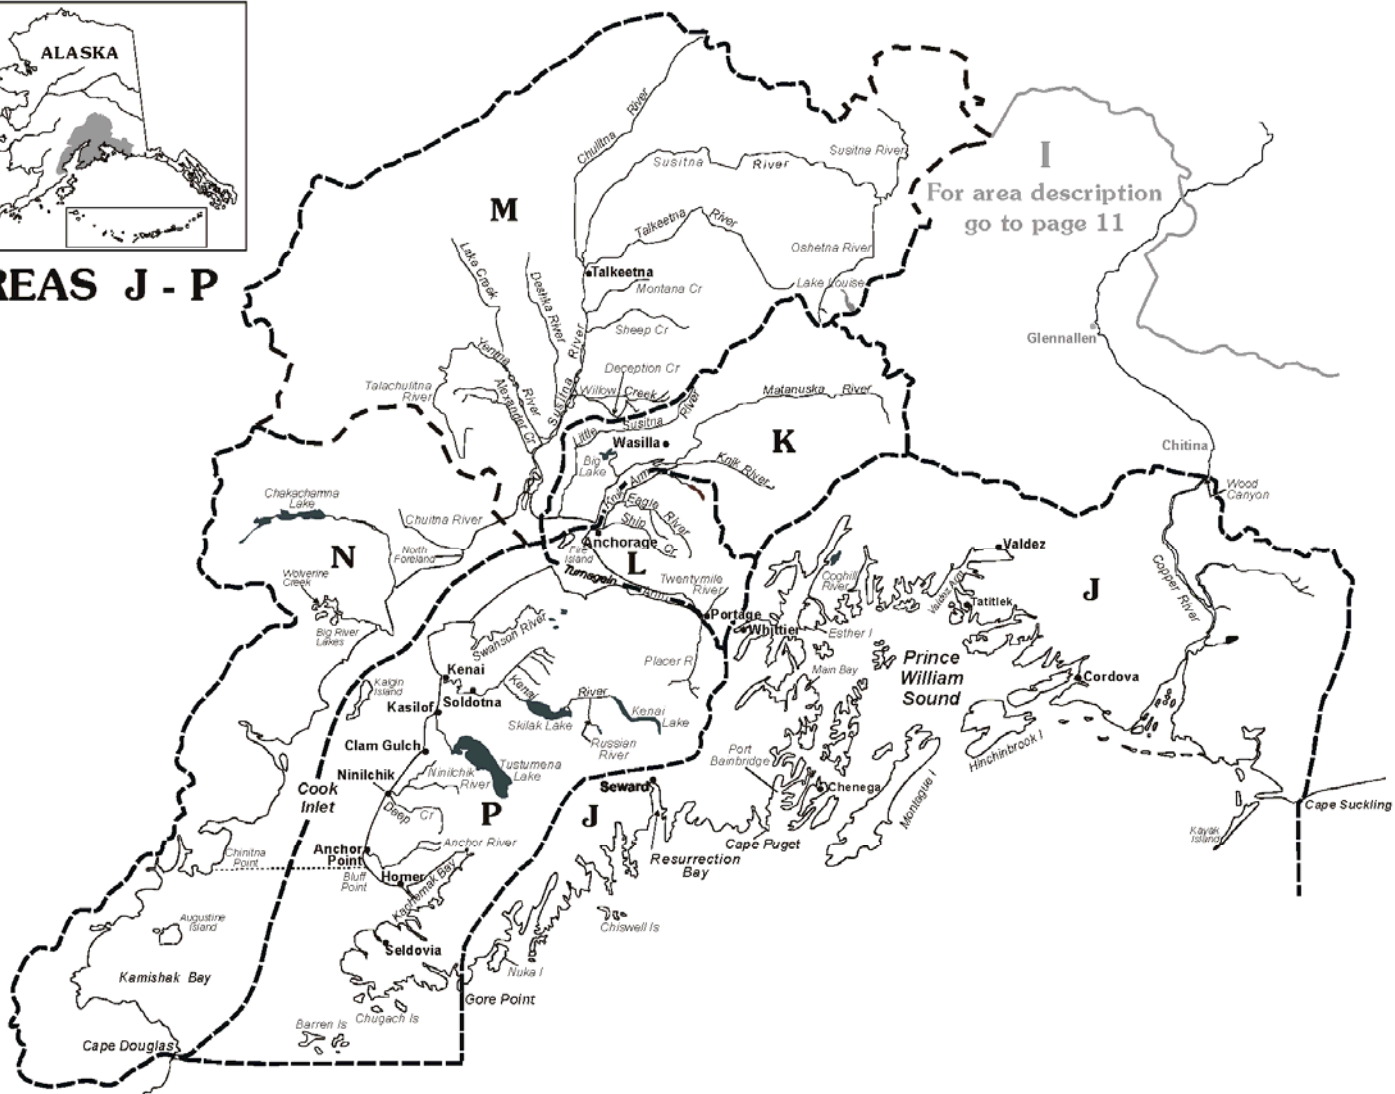 ALASKA
REAS J - P
M
I
For area description
go to page 11
Chulitna River
Susitna River
Susitna River
Talkeetna River
Oshetna River
Lake Louise
Talkeetna
Montana Cr
Sheep Cr
Lake Creek
Deshka River
Susitna River
Yentna River
Alexander Cr
Talachulitna
River
Deception Cr
Willow Creek
Little Susitna River
Matanuska River
Glennallen
Wasilla
K
Big
Lake
Knik Arm
Knik River
Chitina
Wood
Canyon
Chakachamna
Lake
Chuitna River
Eagle River
Ship Cr
Anchorage
Fire
Island
L
N
North
Foreland
Turnagain Arm
Twentymile
River
Coghill
River
Valdez
Valdez Arm
Copper River
J
Wolverine
Creek
Big River
Lakes
Portage
Whittier
Esther I
Tatitlek
Swanson River
Placer R
Main Bay
Prince
William
Sound
Cordova
Kenai
Soldotna
Kalgin
Island
Kasilof
Kenai River
Skilak Lake
Kenai
Lake
Russian
River
Hinchinbrook I
Clam Gulch
Tustumena
Lake
Port
Bainbridge
Ninilchik
Ninilchik
River
Cook
Inlet
Seward
Chenega
Montague I
Cape Suckling
Kayak
Island
Deep Cr
P
J
Anchor River
Anchor
Point
Chinitna
Point
Bluff
Point
Homer
Kachemak Bay
Cape Puget
Resurrection
Bay
Augustine
Island
Chiswell Is
Seldovia
Kamishak Bay
Nuka I
Gore Point
Chugach Is
Barren Is
Cape Douglas